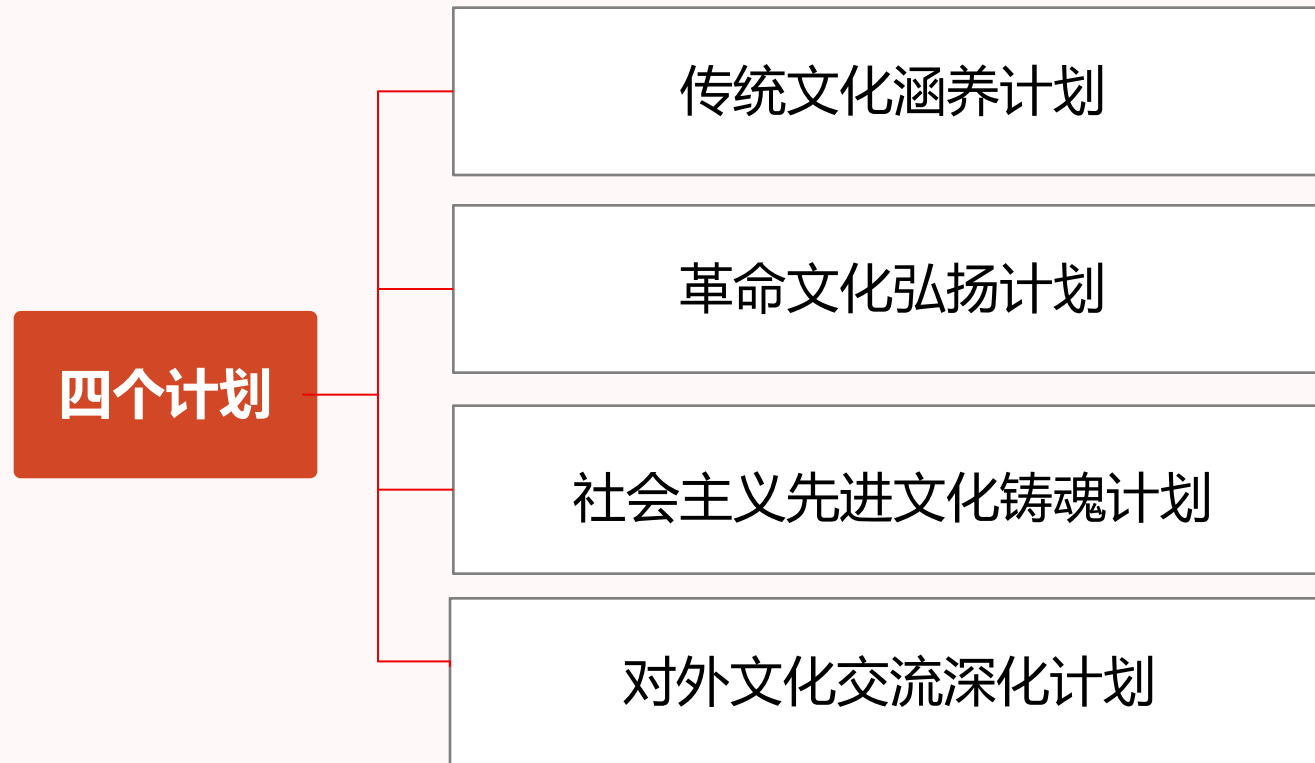 传统文化涵养计划
革命文化弘扬计划
四个计划
社会主义先进文化铸魂计划
对外文化交流深化计划